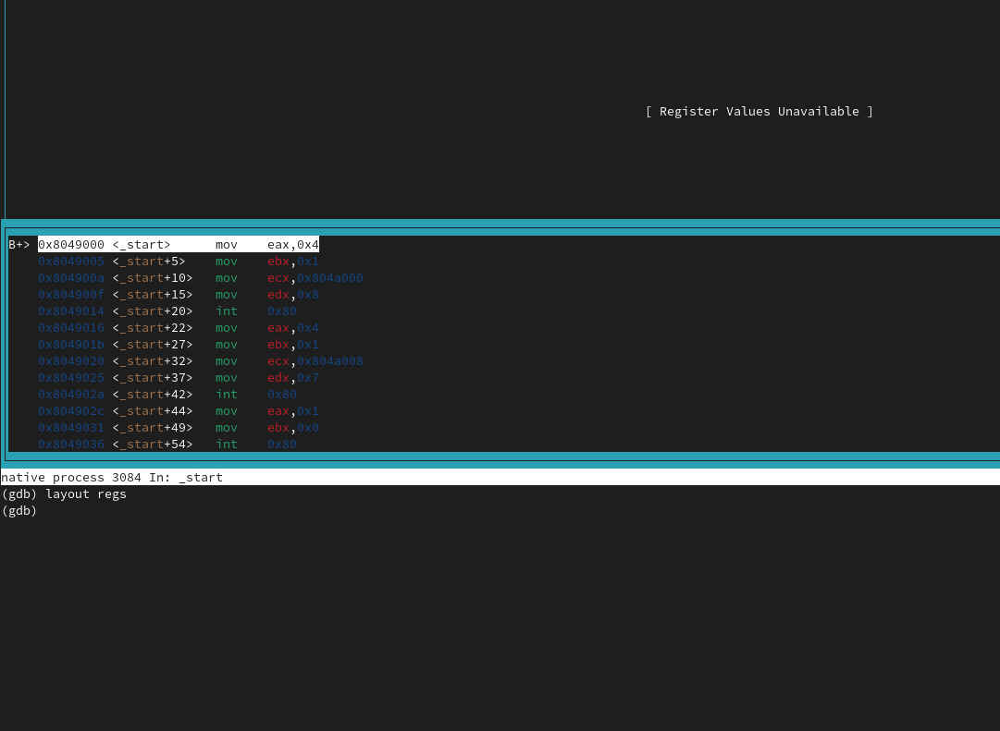 [ Register Values Unavailable ]
B+> 0x8049000 <_start>      mov    eax,0x4
    0x8049005 <_start+5>    mov    ebx,0x1
    0x804900a <_start+10>   mov    ecx,0x804a000
    0x804900f <_start+15>   mov    edx,0x8
    0x8049014 <_start+20>   int    0x80
    0x8049016 <_start+22>   mov    eax,0x4
    0x804901b <_start+27>   mov    ebx,0x1
    0x8049020 <_start+32>   mov    ecx,0x804a008
    0x8049025 <_start+37>   mov    edx,0x7
    0x804902a <_start+42>   int    0x80
    0x804902c <_start+44>   mov    eax,0x1
    0x8049031 <_start+49>   mov    ebx,0x0
    0x8049036 <_start+54>   int    0x80
native process 3084 In: _start
(gdb) layout regs
(gdb)